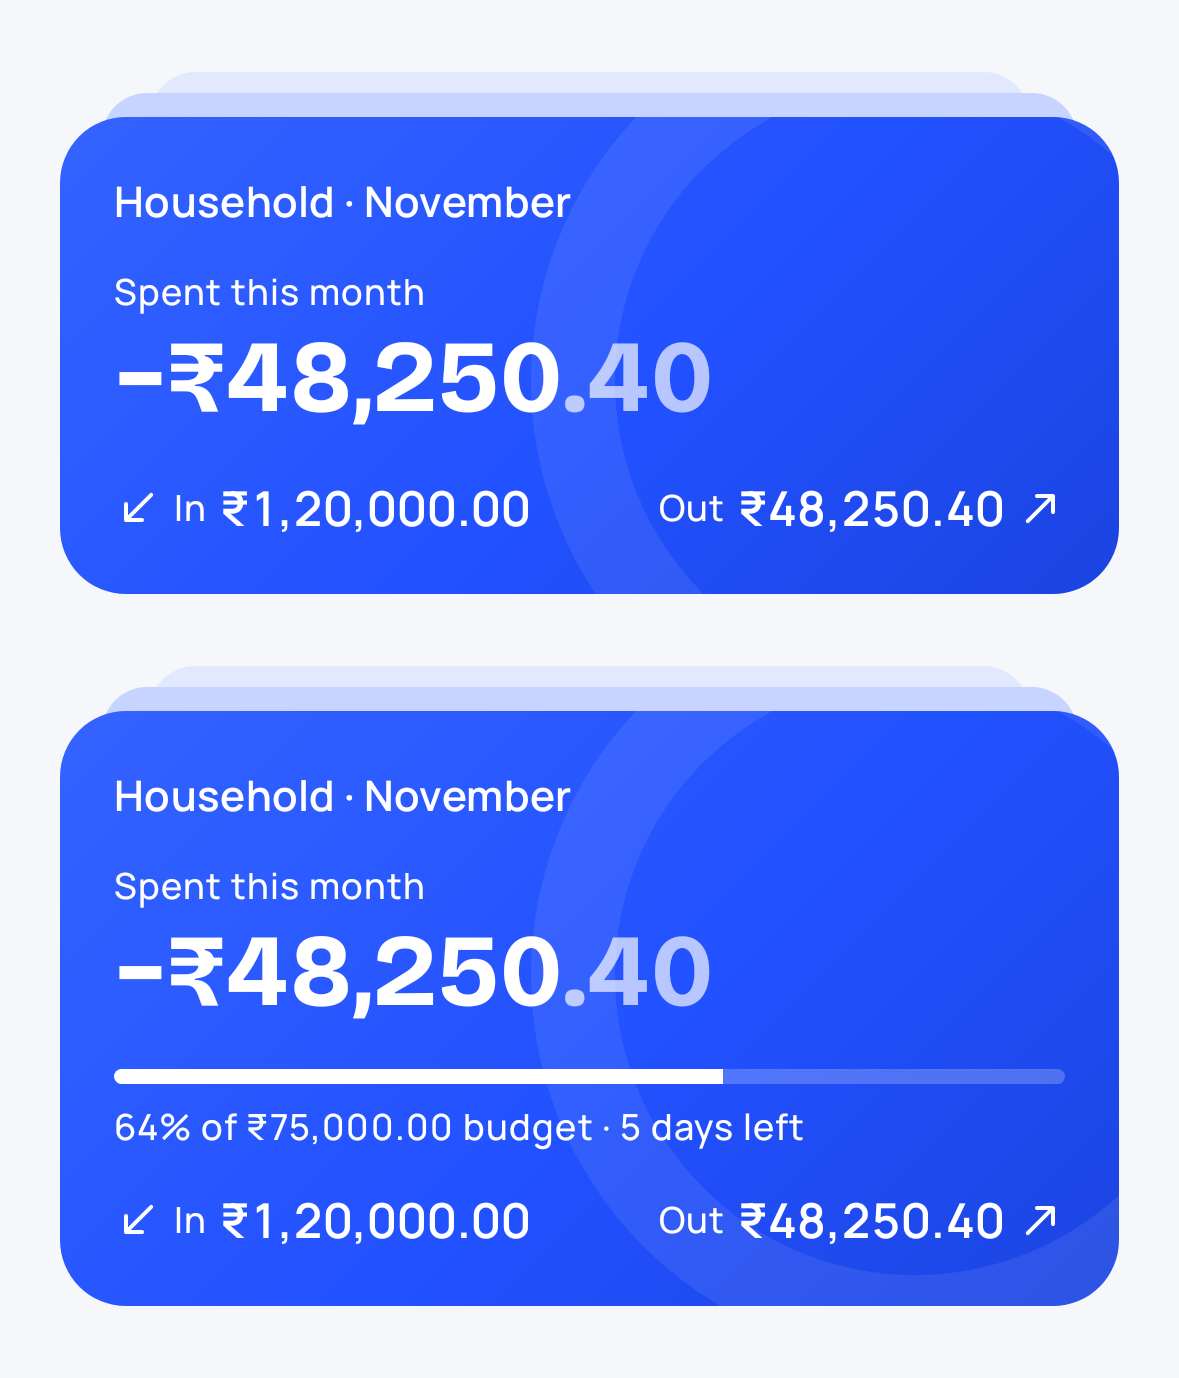 Household · November
Spent this month
−₹48,250.40
In ₹1,20,000.00 Out ₹48,250.40
Household · November
Spent this month
−₹48,250.40
64% of ₹75,000.00 budget · 5 days left
In ₹1,20,000.00 Out ₹48,250.40